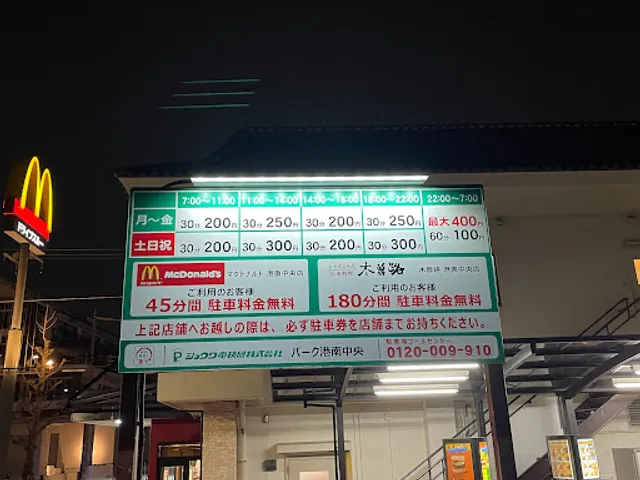 ドライブスルー
7:00〜11:00 11:00〜14:00 14:00〜18:00 18:00〜22:00 22:00〜7:00
月〜金 30分 200円 30分 250円 30分 200円 30分 250円 最大 400円
60分 100円
土日祝 30分 200円 30分 300円 30分 200円 30分 300円
McDonald's マクドナルド 港南中央店
ご利用のお客様
45分間 駐車料金無料
木曽路 木曽路 港南中央店
ご利用のお客様
180分間 駐車料金無料
上記店舗へお越しの際は、必ず駐車券を店舗までお持ちください。
P ショウワ 株式会社 パーク港南中央
駐車場コールセンター
0120-009-910